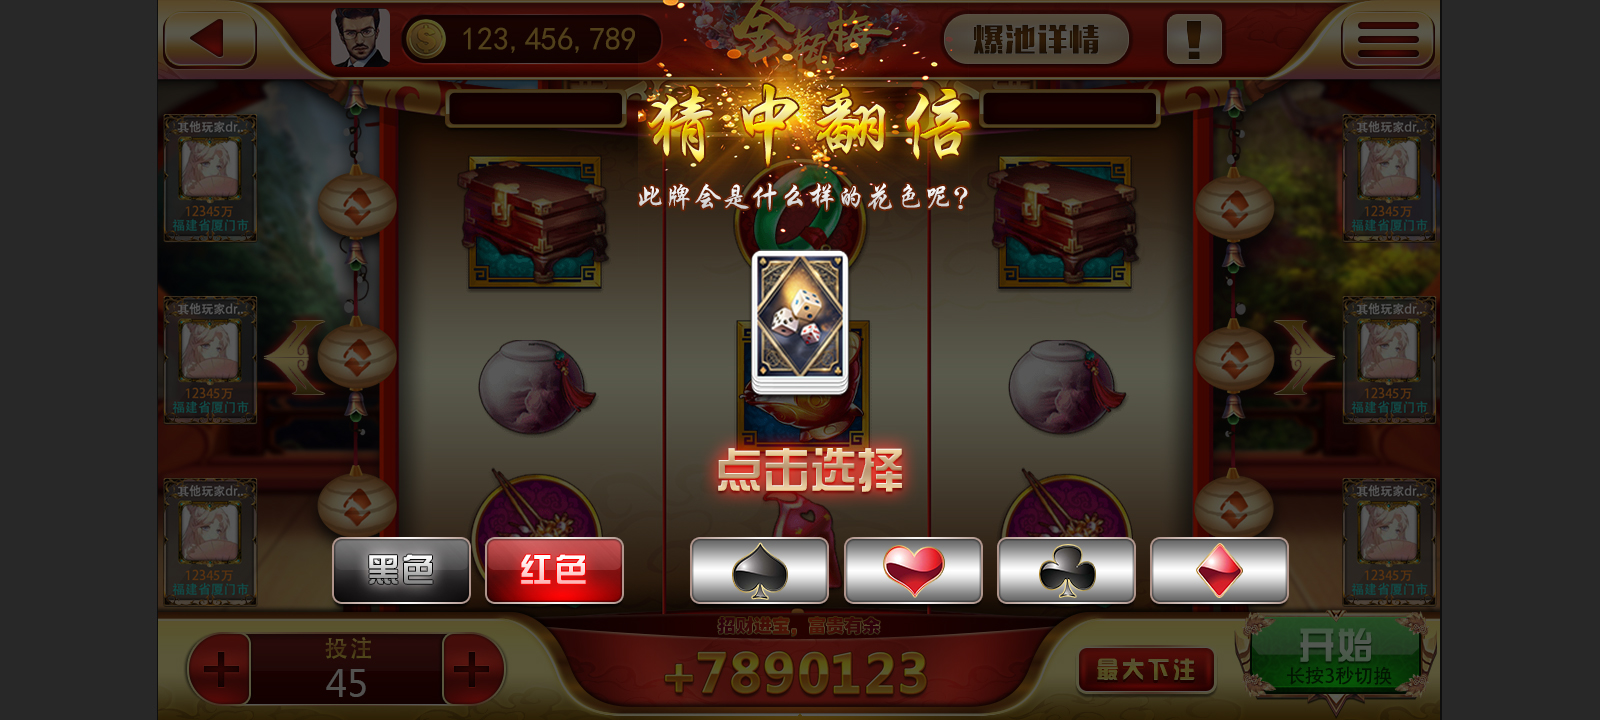 123,456,789
金瓶梅
爆池详情
猜中翻倍
此牌会是什么样的花色呢?
其他玩家dr,..
12345万
福建省厦门市
其他玩家dr,..
12345万
福建省厦门市
其他玩家dr,..
12345万
福建省厦门市
其他玩家dr,..
12345万
福建省厦门市
其他玩家dr,..
12345万
福建省厦门市
其他玩家dr,..
12345万
福建省厦门市
点击选择
黑色
红色
招财进宝，富贵有余
投注
45
+7890123
最大下注
开始
长按3秒切换